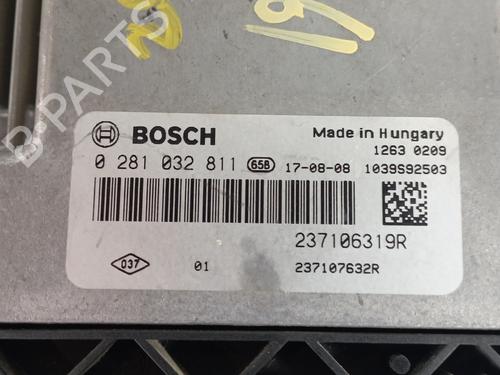 B-PARTS
BOSCH
Made in Hungary
1263 0209
0 281 032 811 65B 17-08-08 1039S92503
237106319R
037 01 237107632R